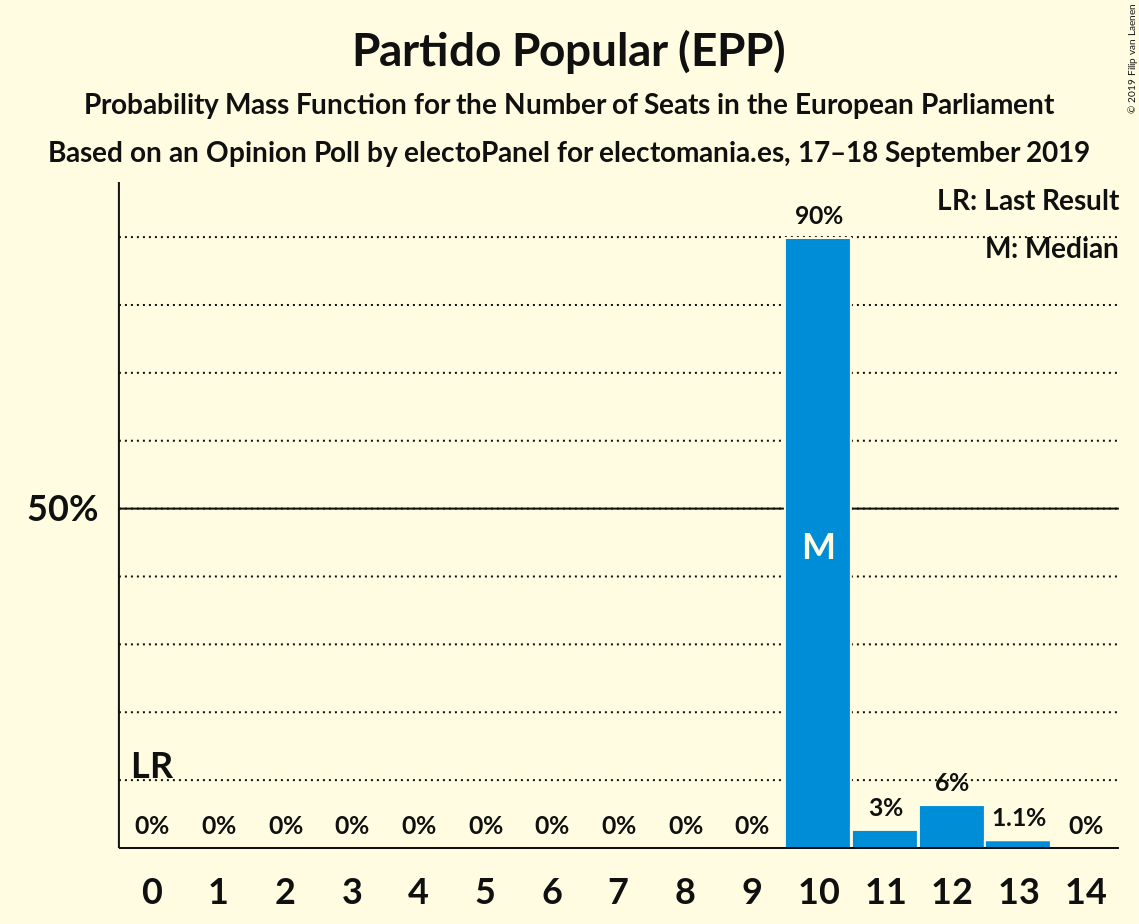 Partido Popular (EPP)
Probability Mass Function for the Number of Seats in the European Parliament
Based on an Opinion Poll by electoPanel for electomania.es, 17–18 September 2019
© 2019 Filip van Laenen
LR: Last Result
M: Median
90%
50%
M
LR
0% 0% 0% 0% 0% 0% 0% 0% 0% 0% 3% 6% 1.1% 0%
0 1 2 3 4 5 6 7 8 9 10 11 12 13 14